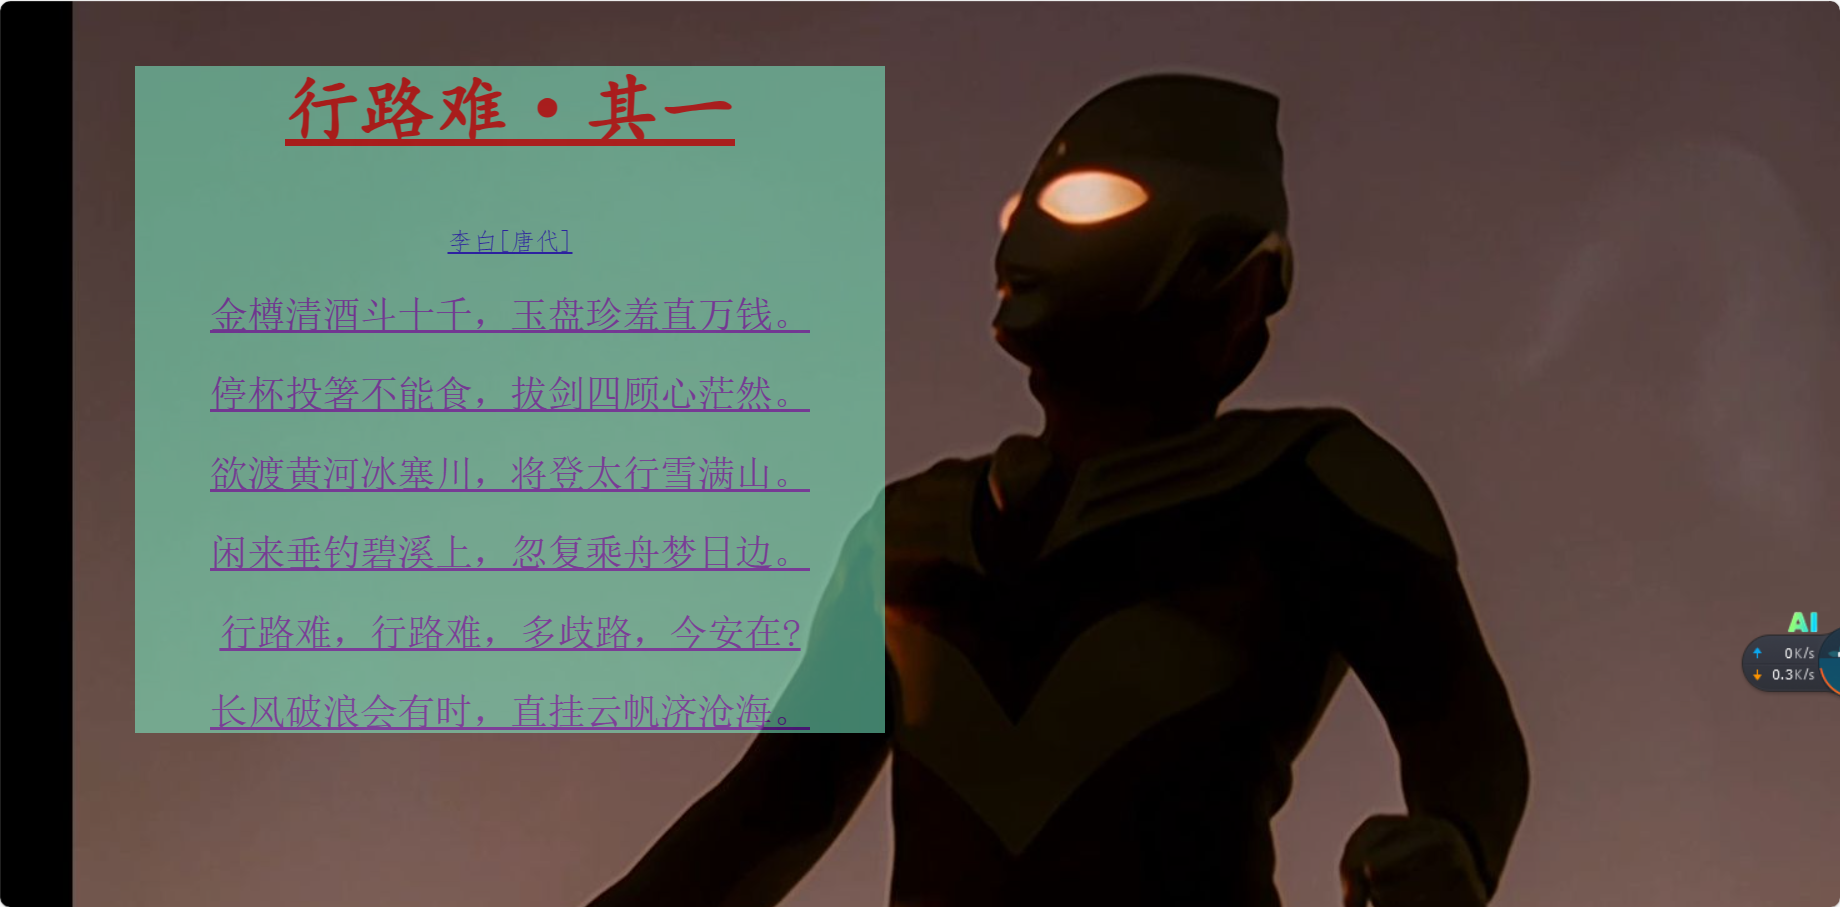 行路难·其一
李白[唐代]
金樽清酒斗十千，玉盘珍羞直万钱。
停杯投箸不能食，拔剑四顾心茫然。
欲渡黄河冰塞川，将登太行雪满山。
闲来垂钓碧溪上，忽复乘舟梦日边。
行路难，行路难，多歧路，今安在?
长风破浪会有时，直挂云帆济沧海。
AI
0K/s
0.3K/s